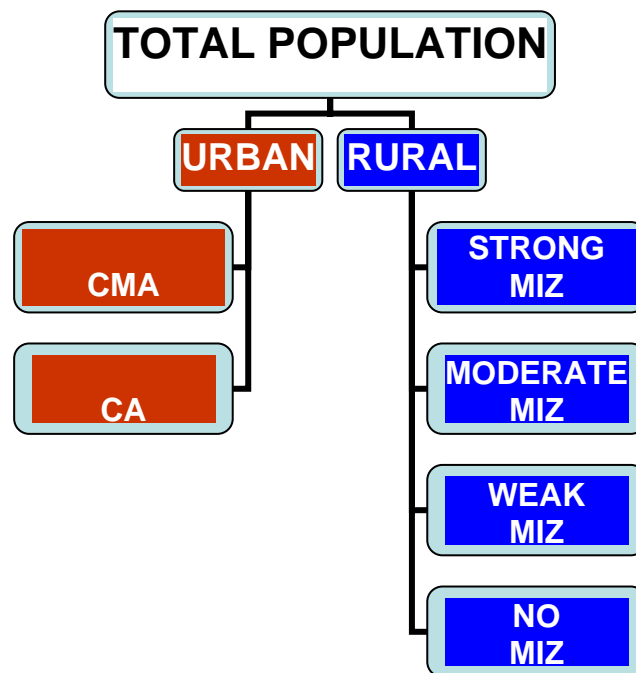 TOTAL POPULATION
URBAN
RURAL
CMA
CA
STRONG
MIZ
MODERATE
MIZ
WEAK
MIZ
NO
MIZ